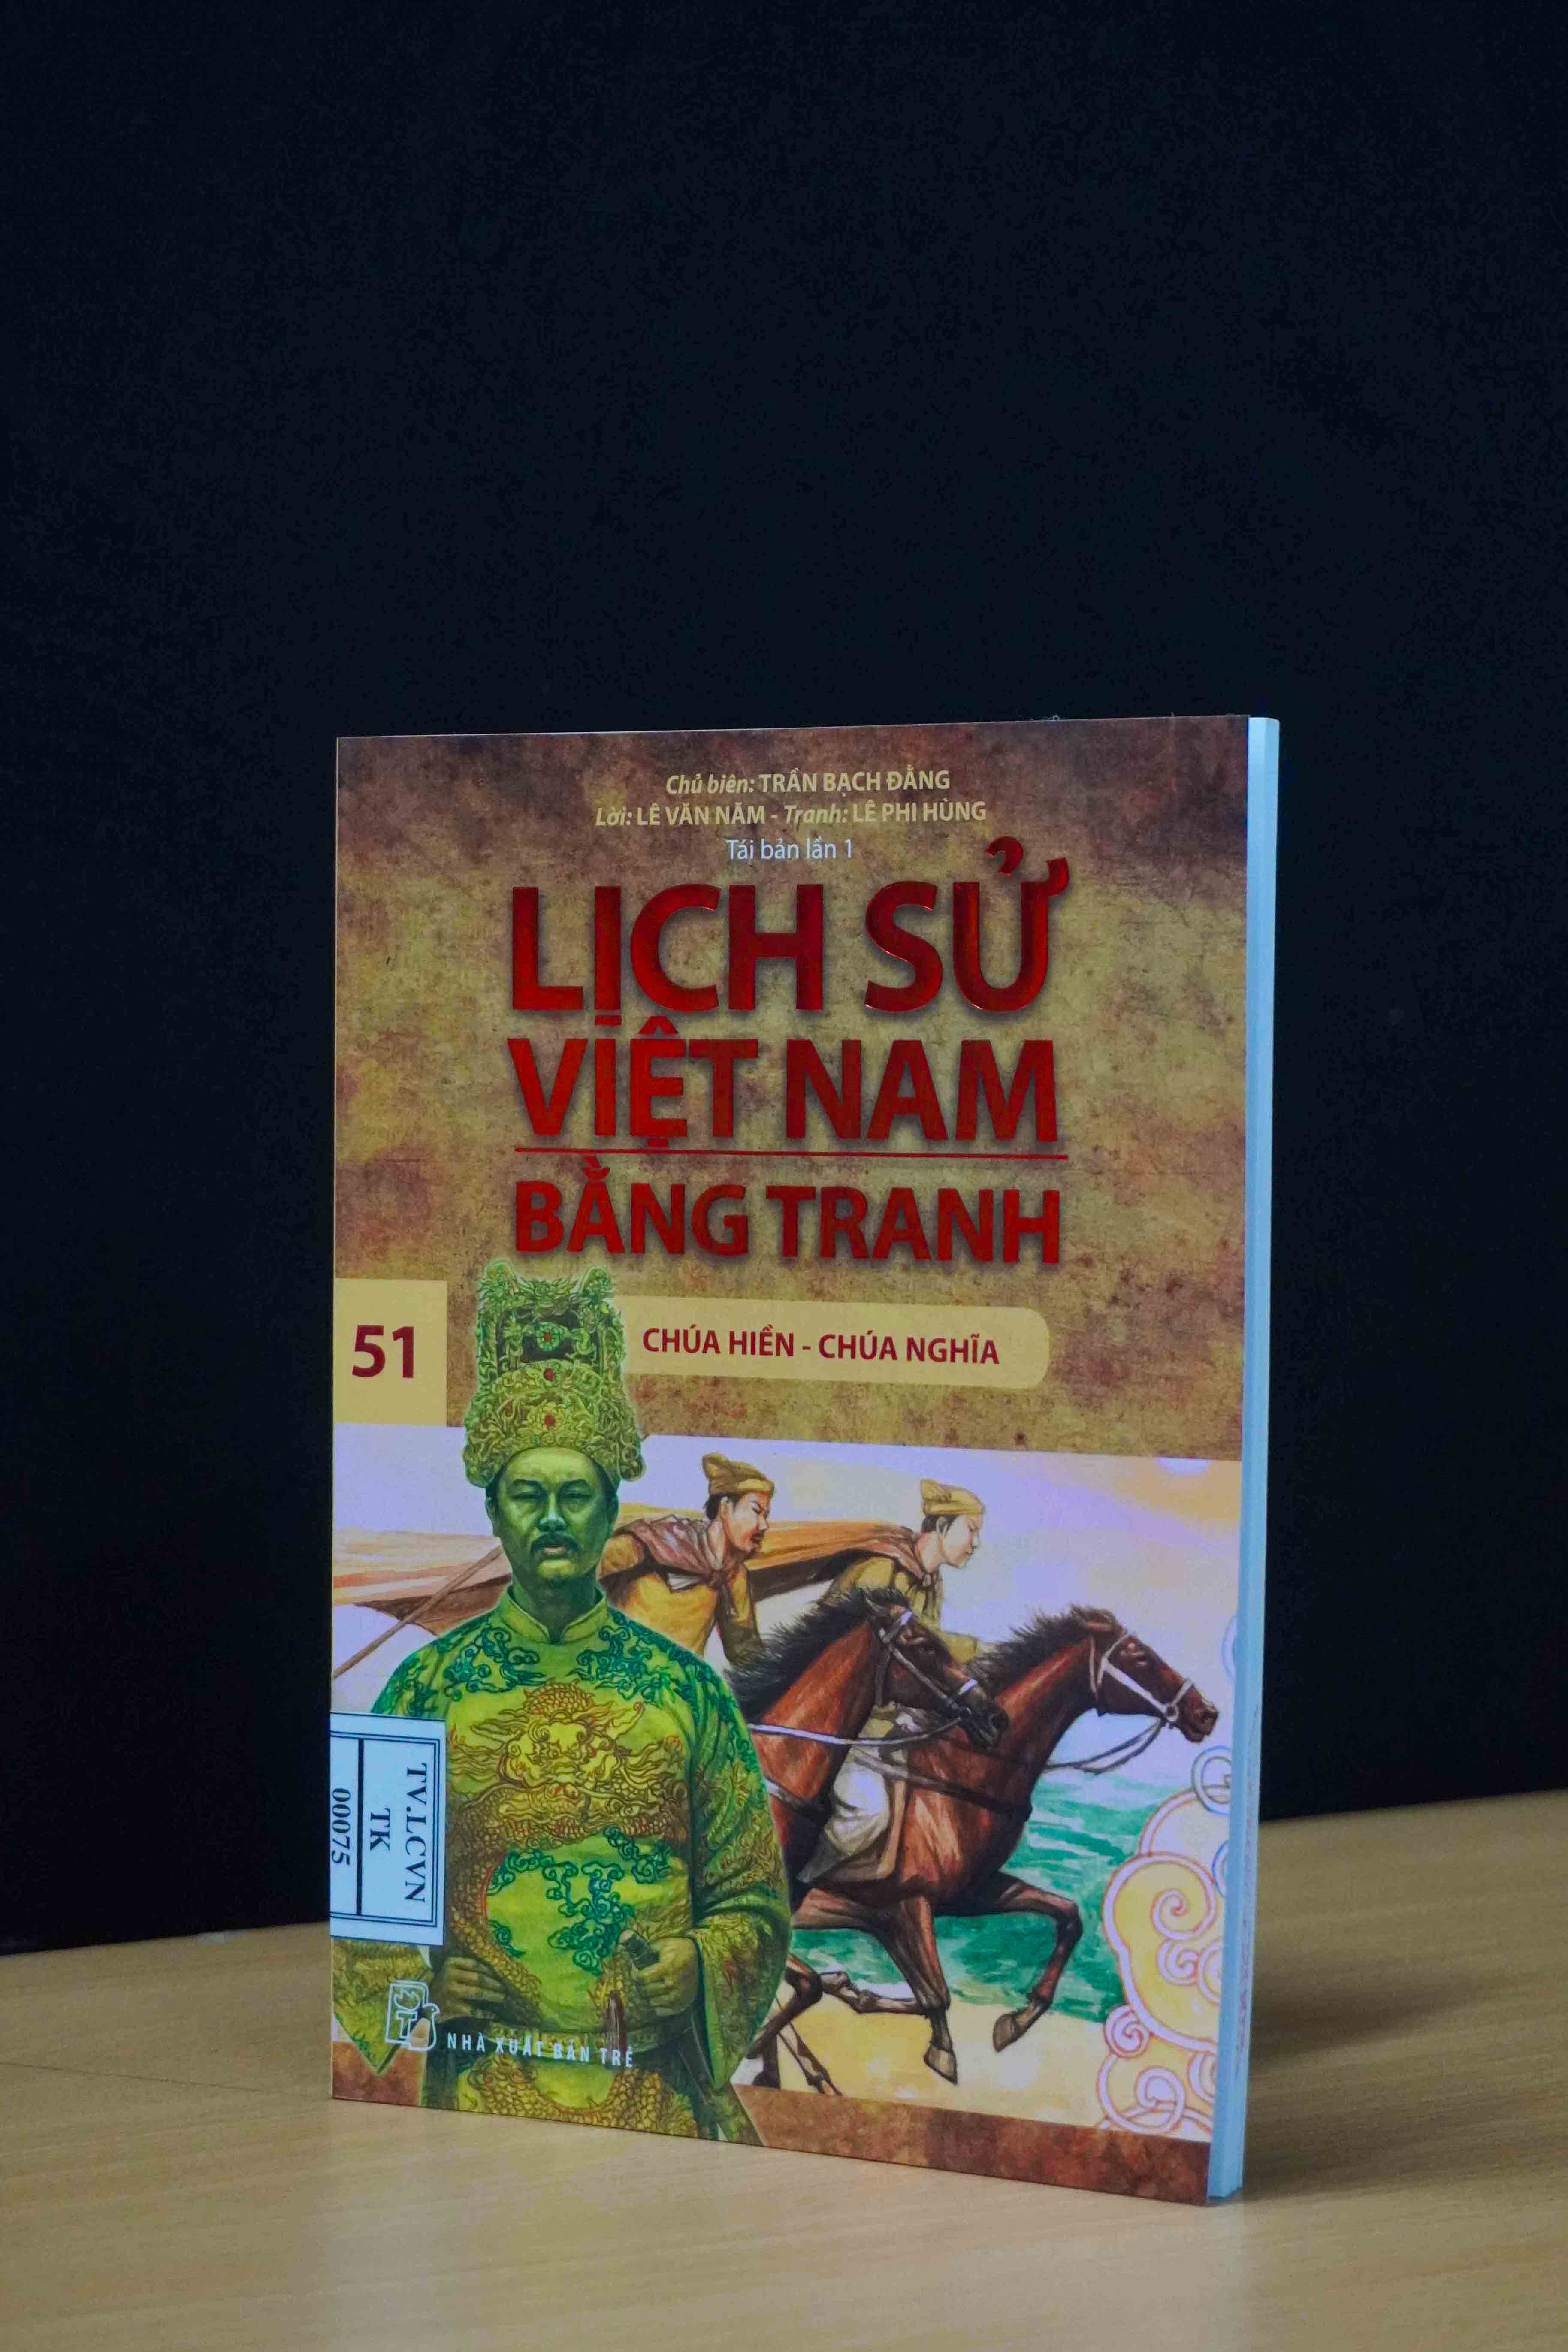 Chủ biên: TRẦN BẠCH ĐẰNG
Lời: LÊ VĂN NĂM - Tranh: LÊ PHI HÙNG
Tái bản lần 1
LỊCH SỬ
VIỆT NAM
BẰNG TRANH
51
CHÚA HIỀN - CHÚA NGHĨA
TV.LCVN
TK
00075
NHÀ XUẤT BẢN TRẺ